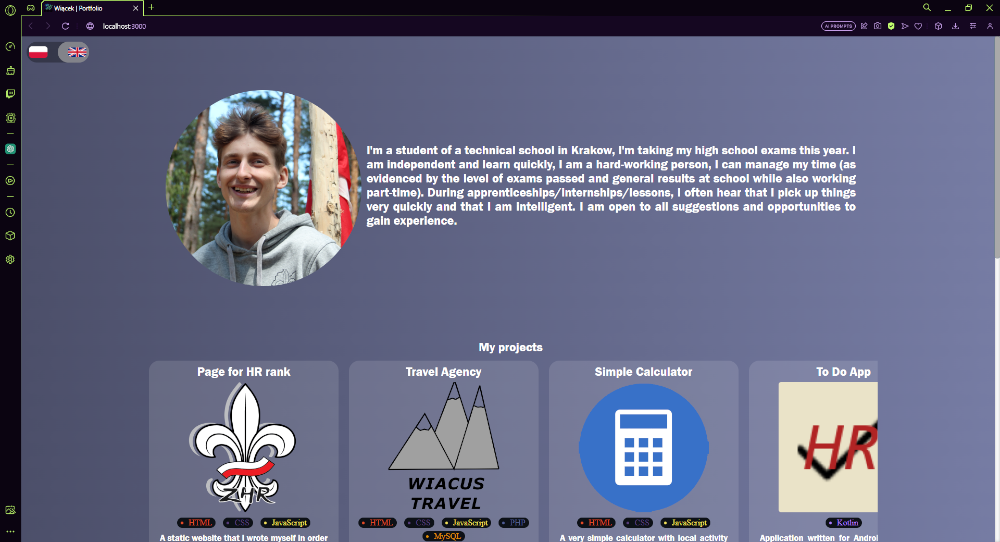 Wiącek | Portfolio
localhost:3000
AI PROMPTS
I'm a student of a technical school in Krakow, I'm taking my high school exams this year. I
am independent and learn quickly, I am a hard-working person, I can manage my time (as
evidenced by the level of exams passed and general results at school while also working
part-time). During apprenticeships/internships/lessons, I often hear that I pick up things
very quickly and that I am intelligent. I am open to all suggestions and opportunities to
gain experience.
My projects
Page for HR rank
ZHR
HTML
CSS
JavaScript
A static website that I wrote myself in order
Travel Agency
WIACUS
TRAVEL
HTML
CSS
JavaScript
PHP
MySQL
Simple Calculator
HTML
CSS
JavaScript
A very simple calculator with local activity
To Do App
HR
Kotlin
Application written for Androi